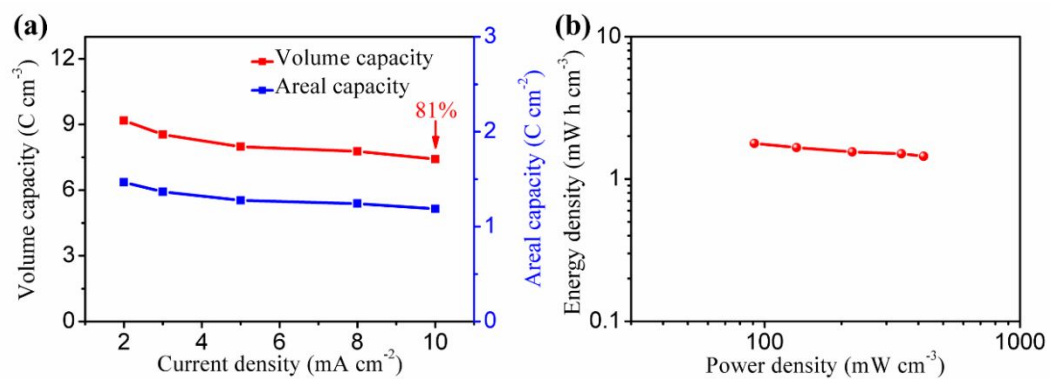 (a)
Volume capacity (C cm⁻³)
12
9
6
3
0
Volume capacity
Areal capacity
81%
3
2
1
0
Areal capacity (C cm⁻²)
2 4 6 8 10
Current density (mA cm⁻²)
(b)
Energy density (mW h cm⁻³)
10
1
0.1
100 1000
Power density (mW cm⁻³)